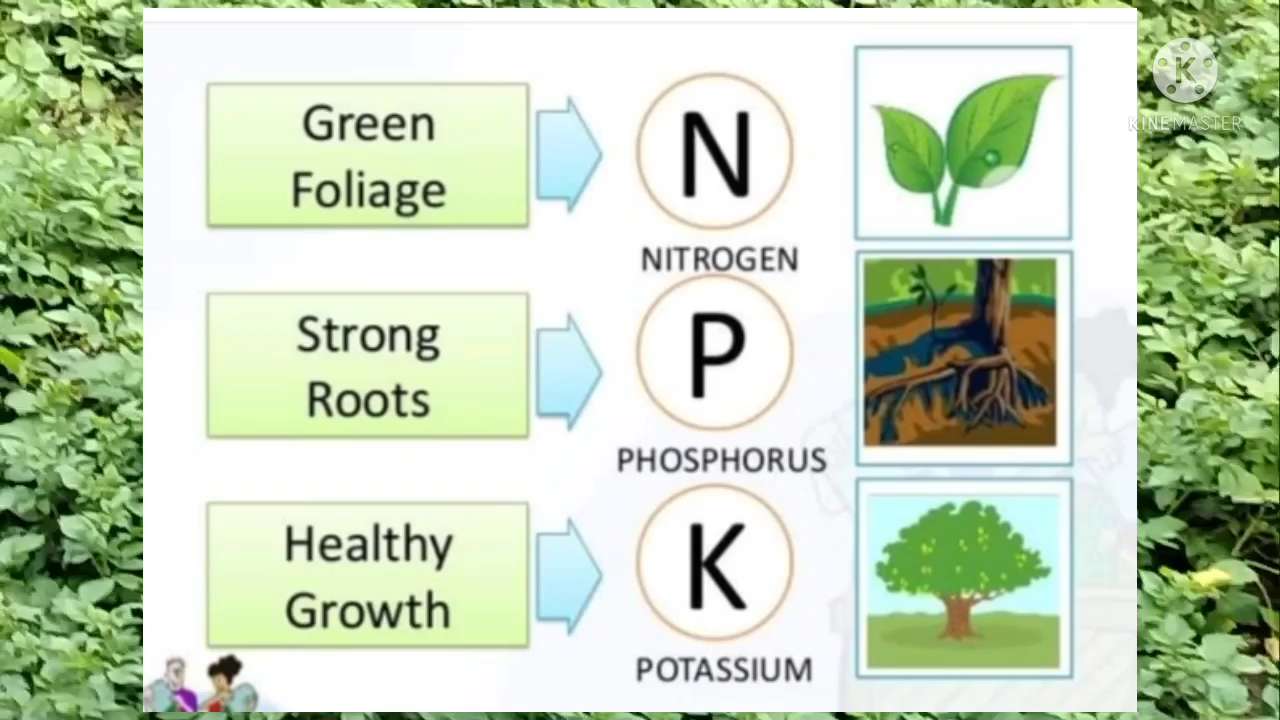 Green
Foliage
N
NITROGEN
Strong
Roots
P
PHOSPHORUS
Healthy
Growth
K
POTASSIUM
K
KINEMASTER